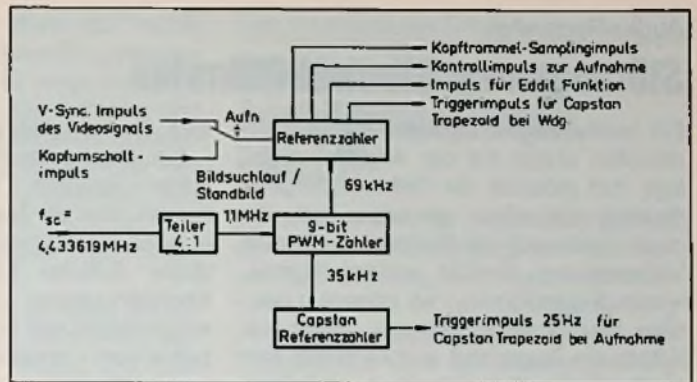 Kopftrommel-Samplingimpuls
Kontrollimpuls zur Aufnahme
Impuls für Eddit Funktion
Triggerimpuls für Capstan
Trapezoid bei Wdg
V-Sync. Impuls
des Videosignals
Aufn
Kopfumschalt-
impuls
Referenzzähler
Bildsuchlauf /
Standbild
69 kHz
fsc =
4,433619 MHz
Teiler
4:1
1,1 MHz
9-bit
PWM-Zähler
35 kHz
Capstan
Referenzzähler
Triggerimpuls 25 Hz für
Capstan Trapezoid bei Aufnahme